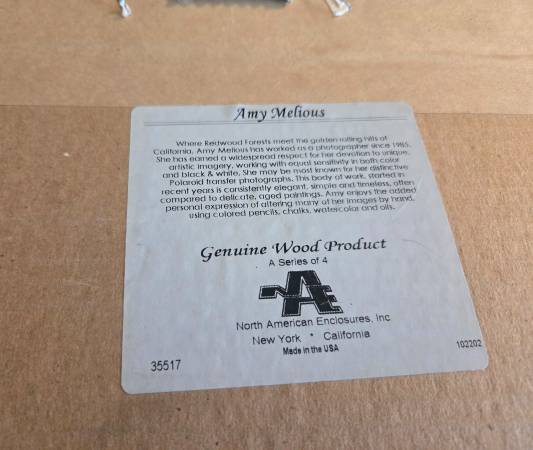 Amy Melious
Where Redwood Forests meet the golden rolling hills of
California, Amy Melious has worked as a photographer since 1985.
She has earned a widespread respect for her devotion to unique,
artistic imagery, working with equal sensitivity in both color
and black & white. She may be most known for her distinctive
Polaroid transfer photographs. This body of work, started in
recent years is consistently elegant, simple and timeless, often
compared to delicate, aged paintings. Amy enjoys the added
personal expression of altering many of her images by hand,
using colored pencils, chalks, watercolor and oils.
Genuine Wood Product
A Series of 4
NAE
North American Enclosures, Inc
New York * California
Made in the USA
35517
102202